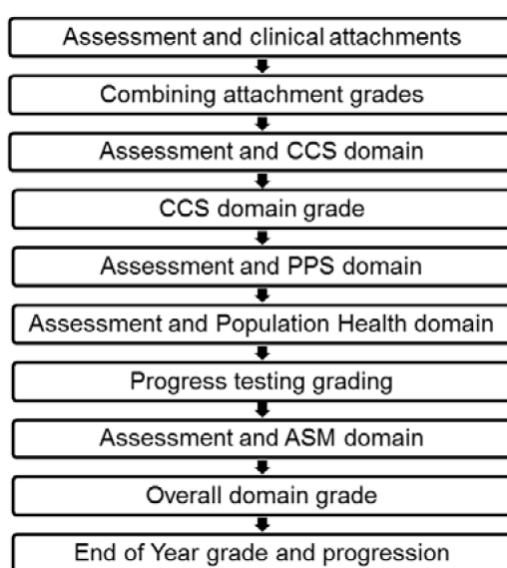 Assessment and clinical attachments
Combining attachment grades
Assessment and CCS domain
CCS domain grade
Assessment and PPS domain
Assessment and Population Health domain
Progress testing grading
Assessment and ASM domain
Overall domain grade
End of Year grade and progression